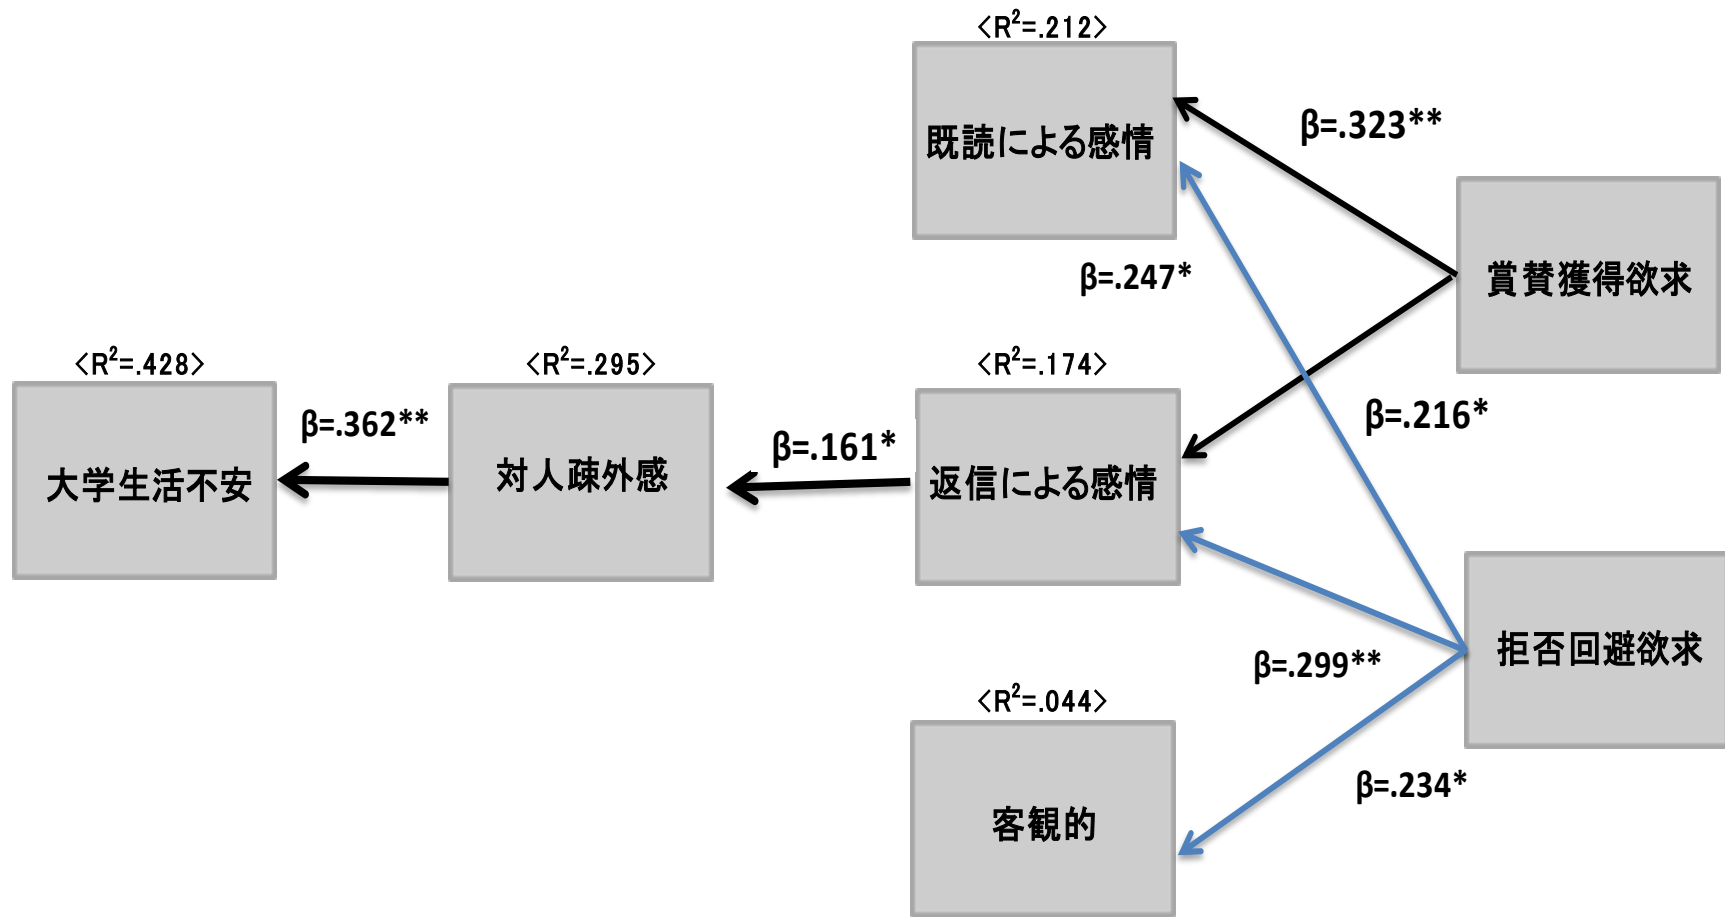 <R²=.212>
既読による感情
β=.323**
賞賛獲得欲求
β=.247*
<R²=.428>
<R²=.295>
<R²=.174>
β=.362**
β=.161*
β=.216*
大学生活不安
対人疎外感
返信による感情
拒否回避欲求
β=.299**
<R²=.044>
β=.234*
客観的